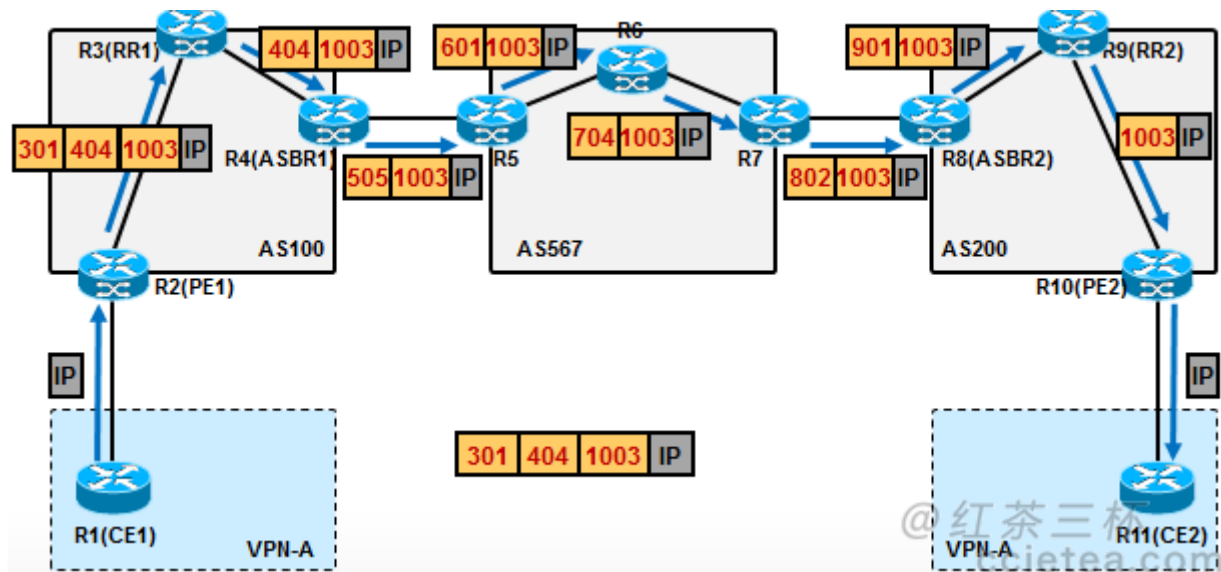 R3(RR1)
404 1003 IP
601 1003 IP
R6
901 1003 IP
R9(RR2)
301 404 1003 IP
R4(ASBR1)
505 1003 IP
R5
704 1003 IP
R7
802 1003 IP
R8(ASBR2)
1003 IP
AS100
AS567
AS200
R2(PE1)
R10(PE2)
IP
IP
301 404 1003 IP
R1(CE1)
VPN-A
R11(CE2)
VPN-A
@红茶三杯
ccietea.com